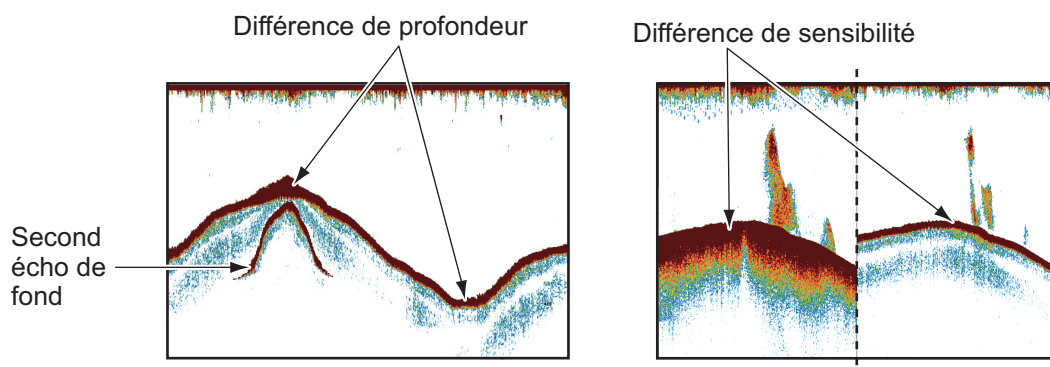 Différence de profondeur
Différence de sensibilité
Second
écho de
fond